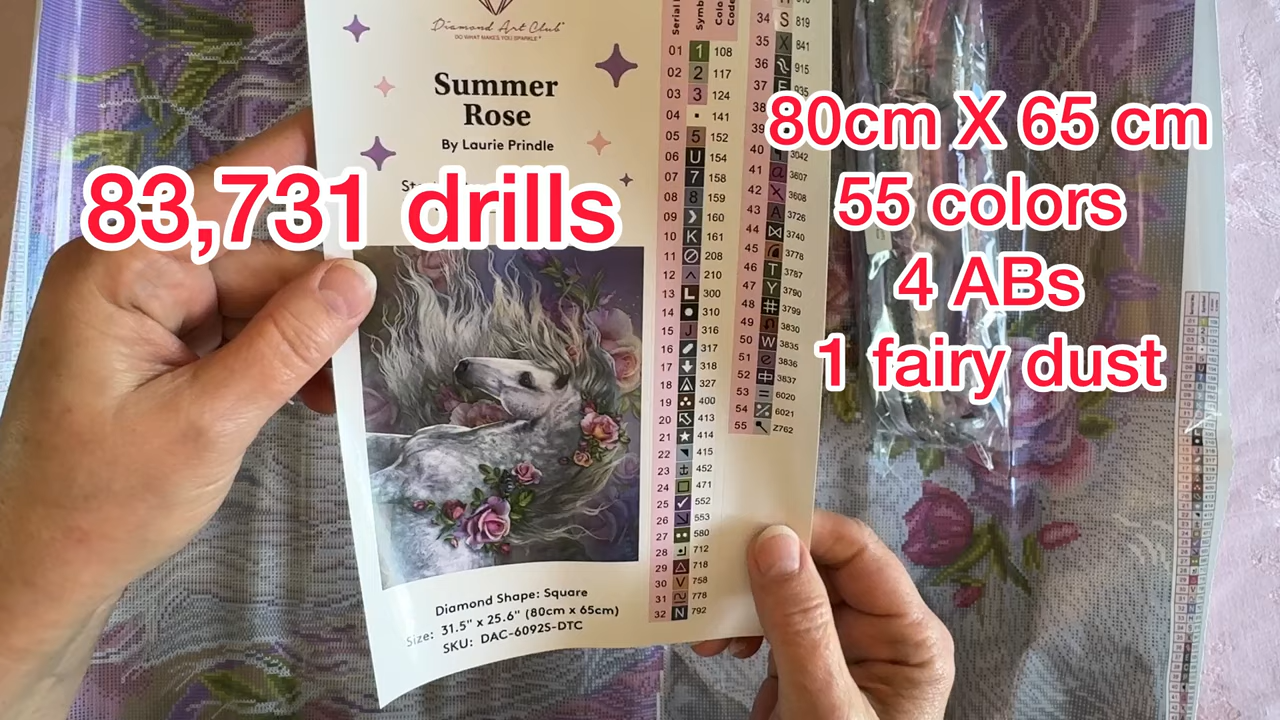 Diamond Art Club
DO WHAT MAKES YOU SPARKLE
Summer
Rose
By Laurie Prindle
83,731 drills
80cm X 65 cm
55 colors
4 ABs
1 fairy dust
Diamond Shape: Square
Size: 31.5" x 25.6" (80cm x 65cm)
SKU: DAC-6092S-DTC
01 1 108
02 2 117
03 3 124
04 141
05 5 152
06 U 154
07 7 158
08 8 159
09 160
10 K 161
11 208
12 210
13 L 300
14 310
15 J 316
16 317
17 318
18 327
19 400
20 413
21 414
22 415
23 452
24 471
25 552
26 553
27 580
28 712
29 718
30 V 758
31 778
32 N 792
34 S 819
35 X 841
36 915
37 E 935
38
39
40 3042
41 3607
42 3608
43 A 3726
44 3740
45 3778
46 T 3787
47 Y 3790
48 # 3799
49 3830
50 W 3835
51 3836
52 3837
53 = 6020
54 6021
55 Z762